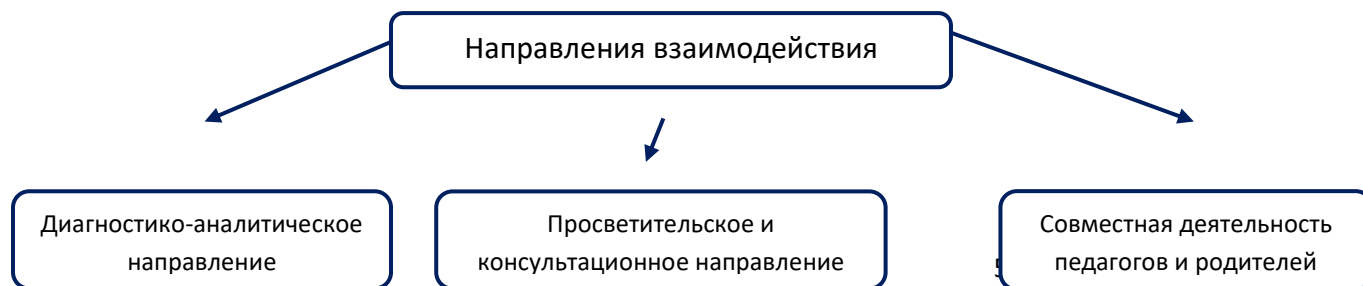 Направления взаимодействия
Диагностико-аналитическое
направление
Просветительское и
консультационное направление
Совместная деятельность
педагогов и родителей